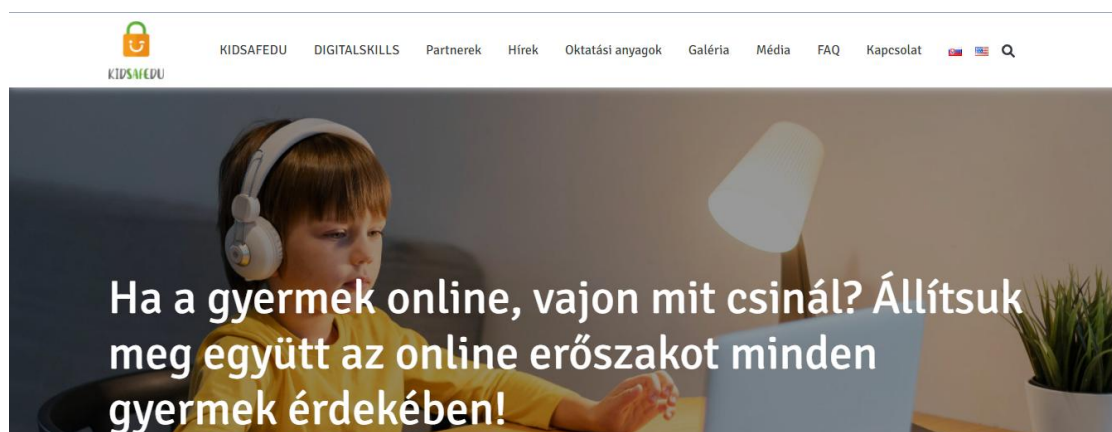 KIDSAFEDU
KIDSAFEDU DIGITALSKILLS Partnerek Hírek Oktatási anyagok Galéria Média FAQ Kapcsolat
Ha a gyermek online, vajon mit csinál? Állítsuk
meg együtt az online erőszakot minden
gyermek érdekében!